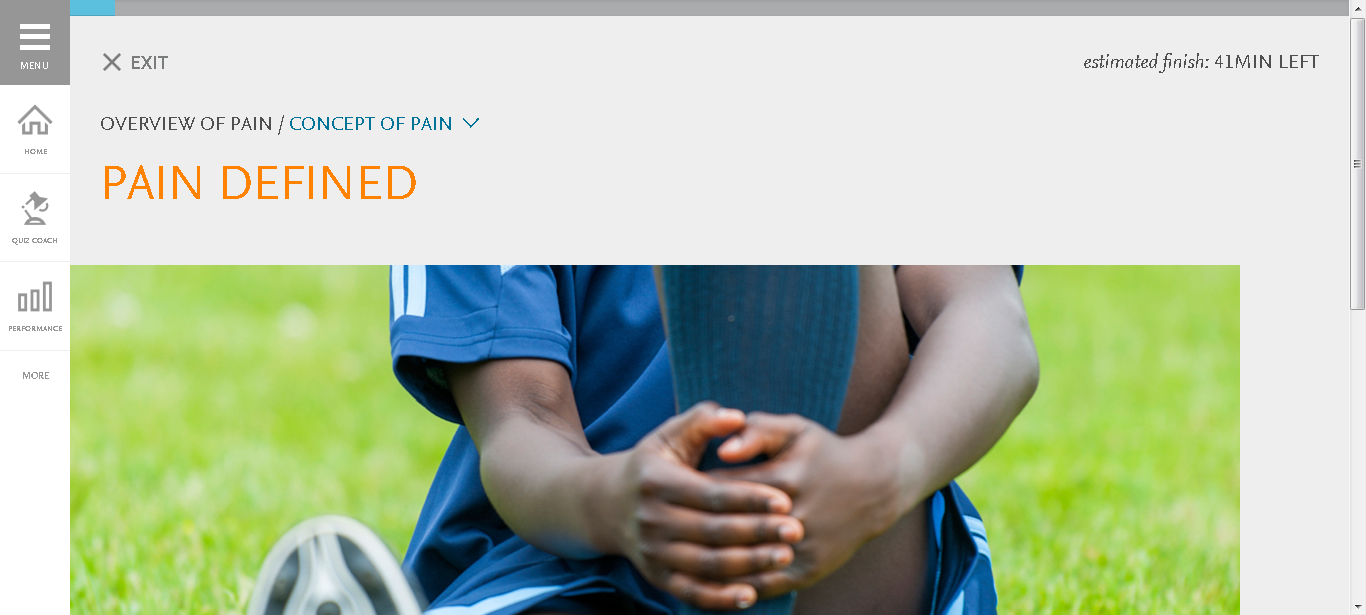 MENU
EXIT
estimated finish: 41MIN LEFT
HOME
OVERVIEW OF PAIN / CONCEPT OF PAIN
PAIN DEFINED
QUIZ COACH
PERFORMANCE
MORE